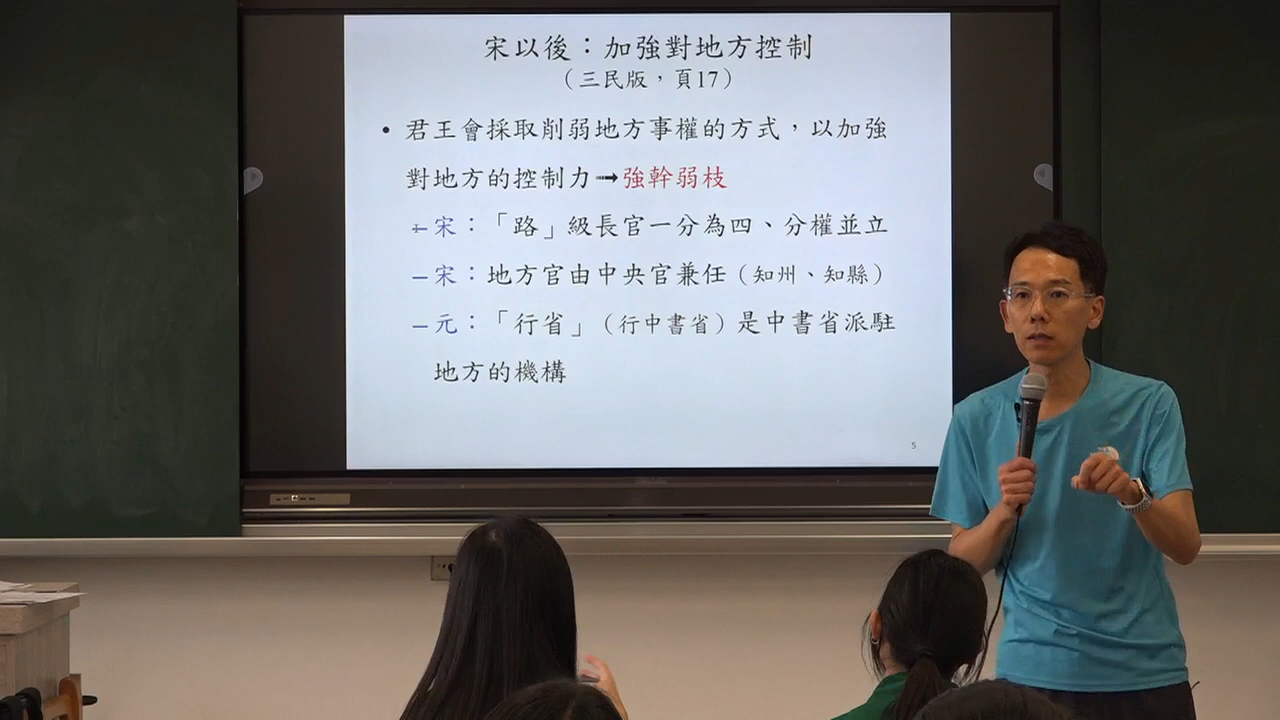 宋以後：加強對地方控制
（三民版，頁17）
• 君王會採取削弱地方事權的方式，以加強
對地方的控制力➞強幹弱枝
– 宋：「路」級長官一分為四、分權並立
– 宋：地方官由中央官兼任（知州、知縣）
– 元：「行省」（行中書省）是中書省派駐
地方的機構
5